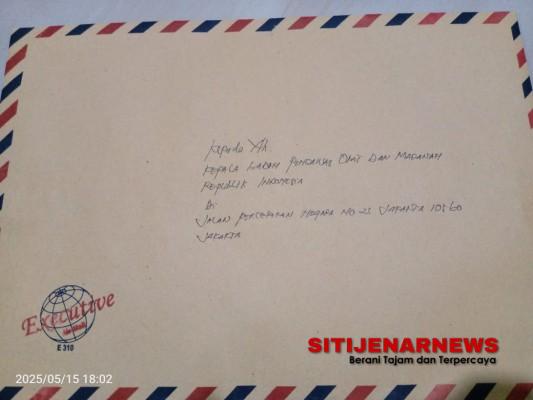 Kepada Yth
KEPALA BADAN PENGAWAS OBAT DAN MAKANAN
REPUBLIK INDONESIA
Di
JALAN PERCETAKAN NEGARA NO 23 JAKARTA 10560
JAKARTA
Executive
E 310
SITIJENARNEWS
Berani Tajam dan Terpercaya
2025/05/15 18:02